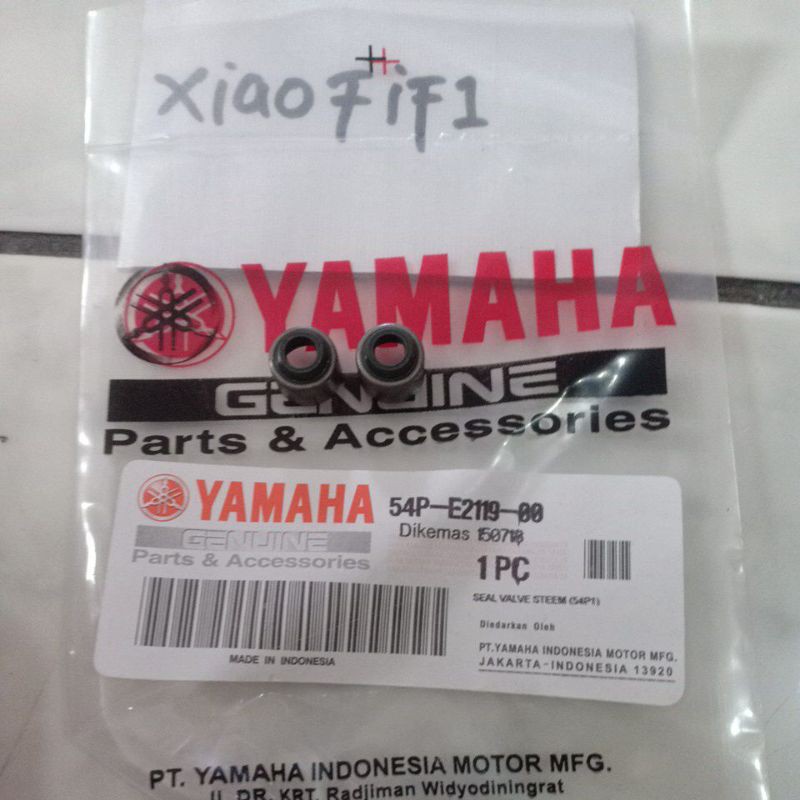 xiao FiF1
YAMAHA
GENUINE
Parts & Accessories
YAMAHA
GENUINE
Parts & Accessories
54P-E2119-00
Dikemas 150718
1 PC
SEAL VALVE STEEM (54P1)
Diedarkan Oleh
PT.YAMAHA INDONESIA MOTOR MFG.
JAKARTA-INDONESIA 13920
MADE IN INDONESIA
PT. YAMAHA INDONESIA MOTOR MFG.
Jl. DR. KRT. Radjiman Widyodiningrat